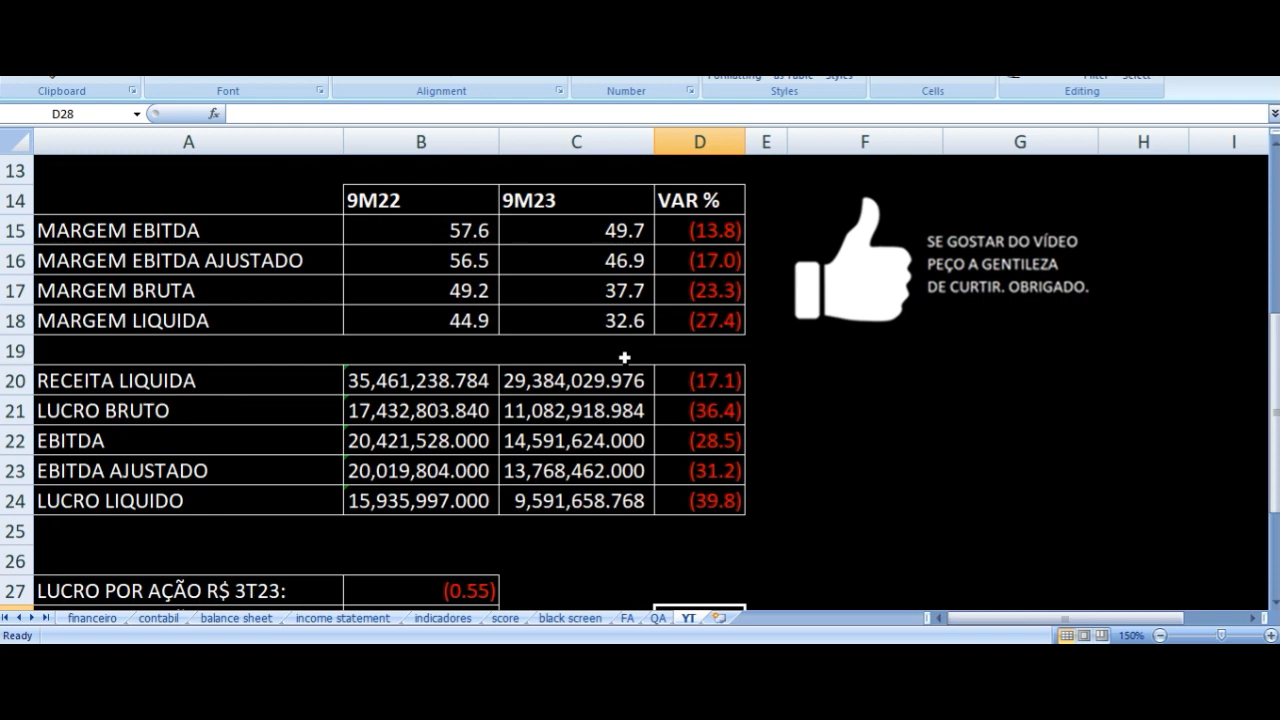 Clipboard Font Alignment Number Styles Cells Editing
D28 fx
A B C D E F G H I
13
14 9M22 9M23 VAR %
15 MARGEM EBITDA 57.6 49.7 (13.8)
16 MARGEM EBITDA AJUSTADO 56.5 46.9 (17.0)
17 MARGEM BRUTA 49.2 37.7 (23.3)
18 MARGEM LIQUIDA 44.9 32.6 (27.4)
SE GOSTAR DO VÍDEO
PEÇO A GENTILEZA
DE CURTIR. OBRIGADO.
19
20 RECEITA LIQUIDA 35,461,238.784 29,384,029.976 (17.1)
21 LUCRO BRUTO 17,432,803.840 11,082,918.984 (36.4)
22 EBITDA 20,421,528.000 14,591,624.000 (28.5)
23 EBITDA AJUSTADO 20,019,804.000 13,768,462.000 (31.2)
24 LUCRO LIQUIDO 15,935,997.000 9,591,658.768 (39.8)
25
26
27 LUCRO POR AÇÃO R$ 3T23: (0.55)
financeiro contabil balance sheet income statement indicadores score black screen FA QA YT
Ready 150%